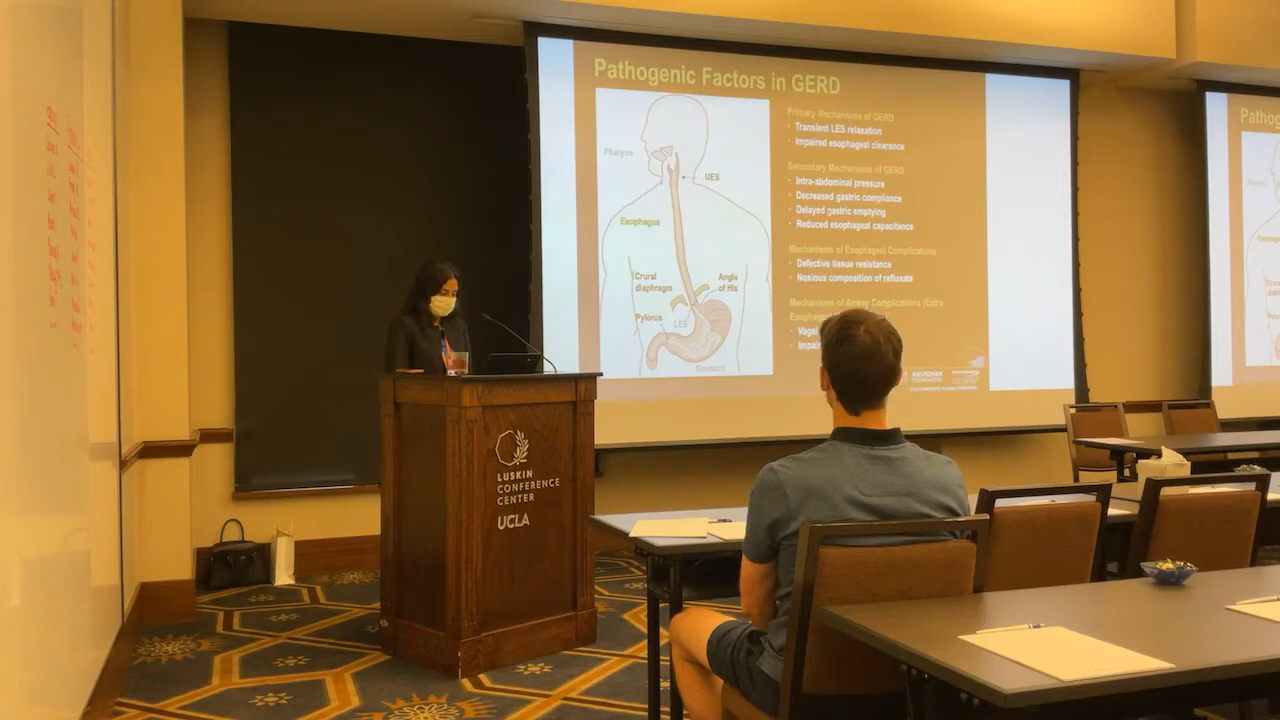 Pathogenic Factors in GERD
Pharynx
UES
Esophagus
Crural
diaphragm
Angle
of His
Pylorus
LES
Stomach
Primary Mechanisms of GERD
• Transient LES relaxation
• Impaired esophageal clearance
Secondary Mechanisms of GERD
• Intra-abdominal pressure
• Decreased gastric compliance
• Delayed gastric emptying
• Reduced esophageal capacitance
Mechanisms of Esophageal Complications
• Defective tissue resistance
• Noxious composition of refluxate
Mechanisms of Airway Complications (Extra
Esophageal
• Vagal
FOUNDATION
LUSKIN
CONFERENCE
CENTER
UCLA
Pathog